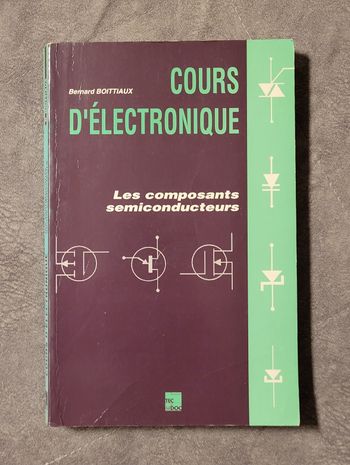 Bernard BOITTIAUX
COURS
D'ÉLECTRONIQUE
Les composants
semiconducteurs
TEC
DOC